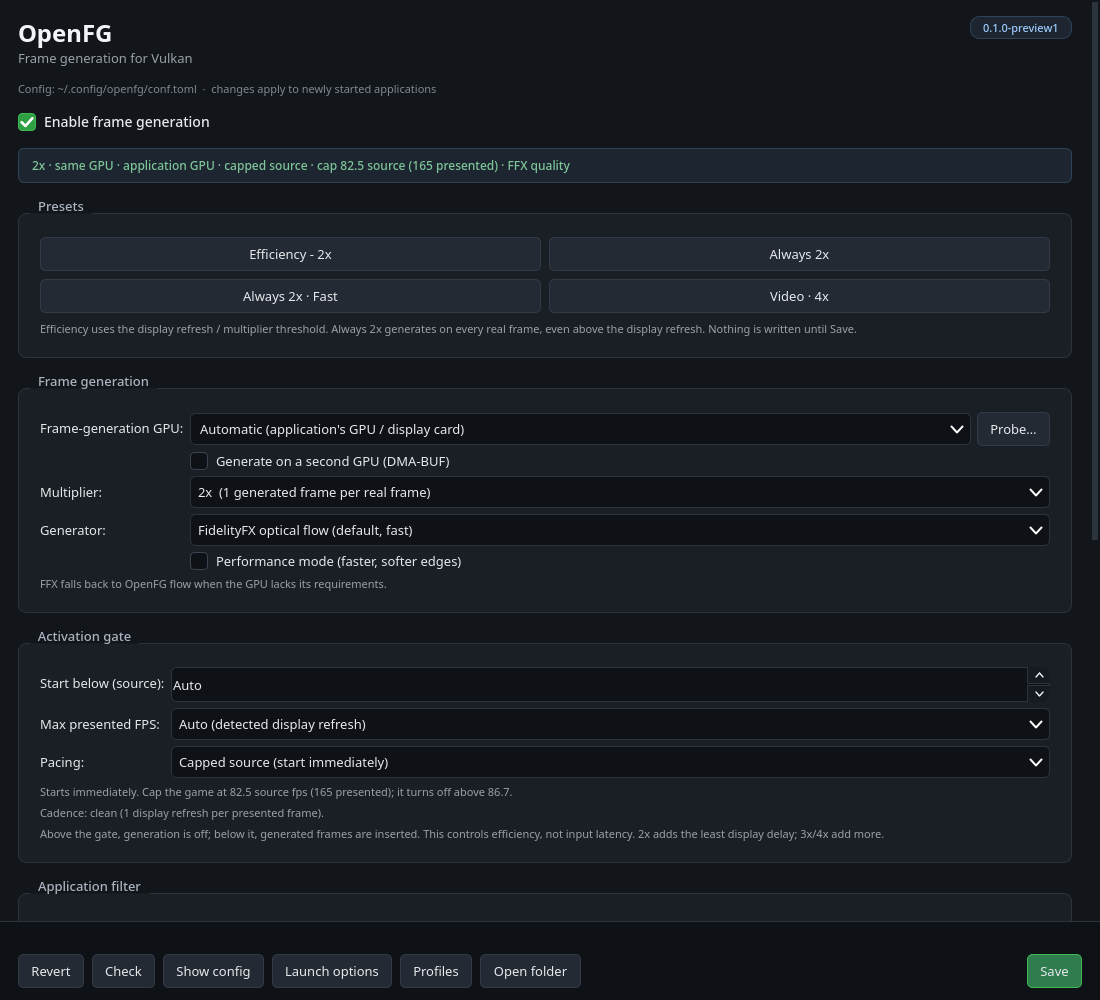 OpenFG
0.1.0-preview1
Frame generation for Vulkan
Config: ~/.config/openfg/conf.toml · changes apply to newly started applications
Enable frame generation
2x · same GPU · application GPU · capped source · cap 82.5 source (165 presented) · FFX quality
Presets
Efficiency - 2x
Always 2x
Always 2x · Fast
Video · 4x
Efficiency uses the display refresh / multiplier threshold. Always 2x generates on every real frame, even above the display refresh. Nothing is written until Save.
Frame generation
Frame-generation GPU:
Automatic (application's GPU / display card)
Probe...
Generate on a second GPU (DMA-BUF)
Multiplier:
2x (1 generated frame per real frame)
Generator:
FidelityFX optical flow (default, fast)
Performance mode (faster, softer edges)
FFX falls back to OpenFG flow when the GPU lacks its requirements.
Activation gate
Start below (source):
Auto
Max presented FPS:
Auto (detected display refresh)
Pacing:
Capped source (start immediately)
Starts immediately. Cap the game at 82.5 source fps (165 presented); it turns off above 86.7.
Cadence: clean (1 display refresh per presented frame).
Above the gate, generation is off; below it, generated frames are inserted. This controls efficiency, not input latency. 2x adds the least display delay; 3x/4x add more.
Application filter
Revert
Check
Show config
Launch options
Profiles
Open folder
Save